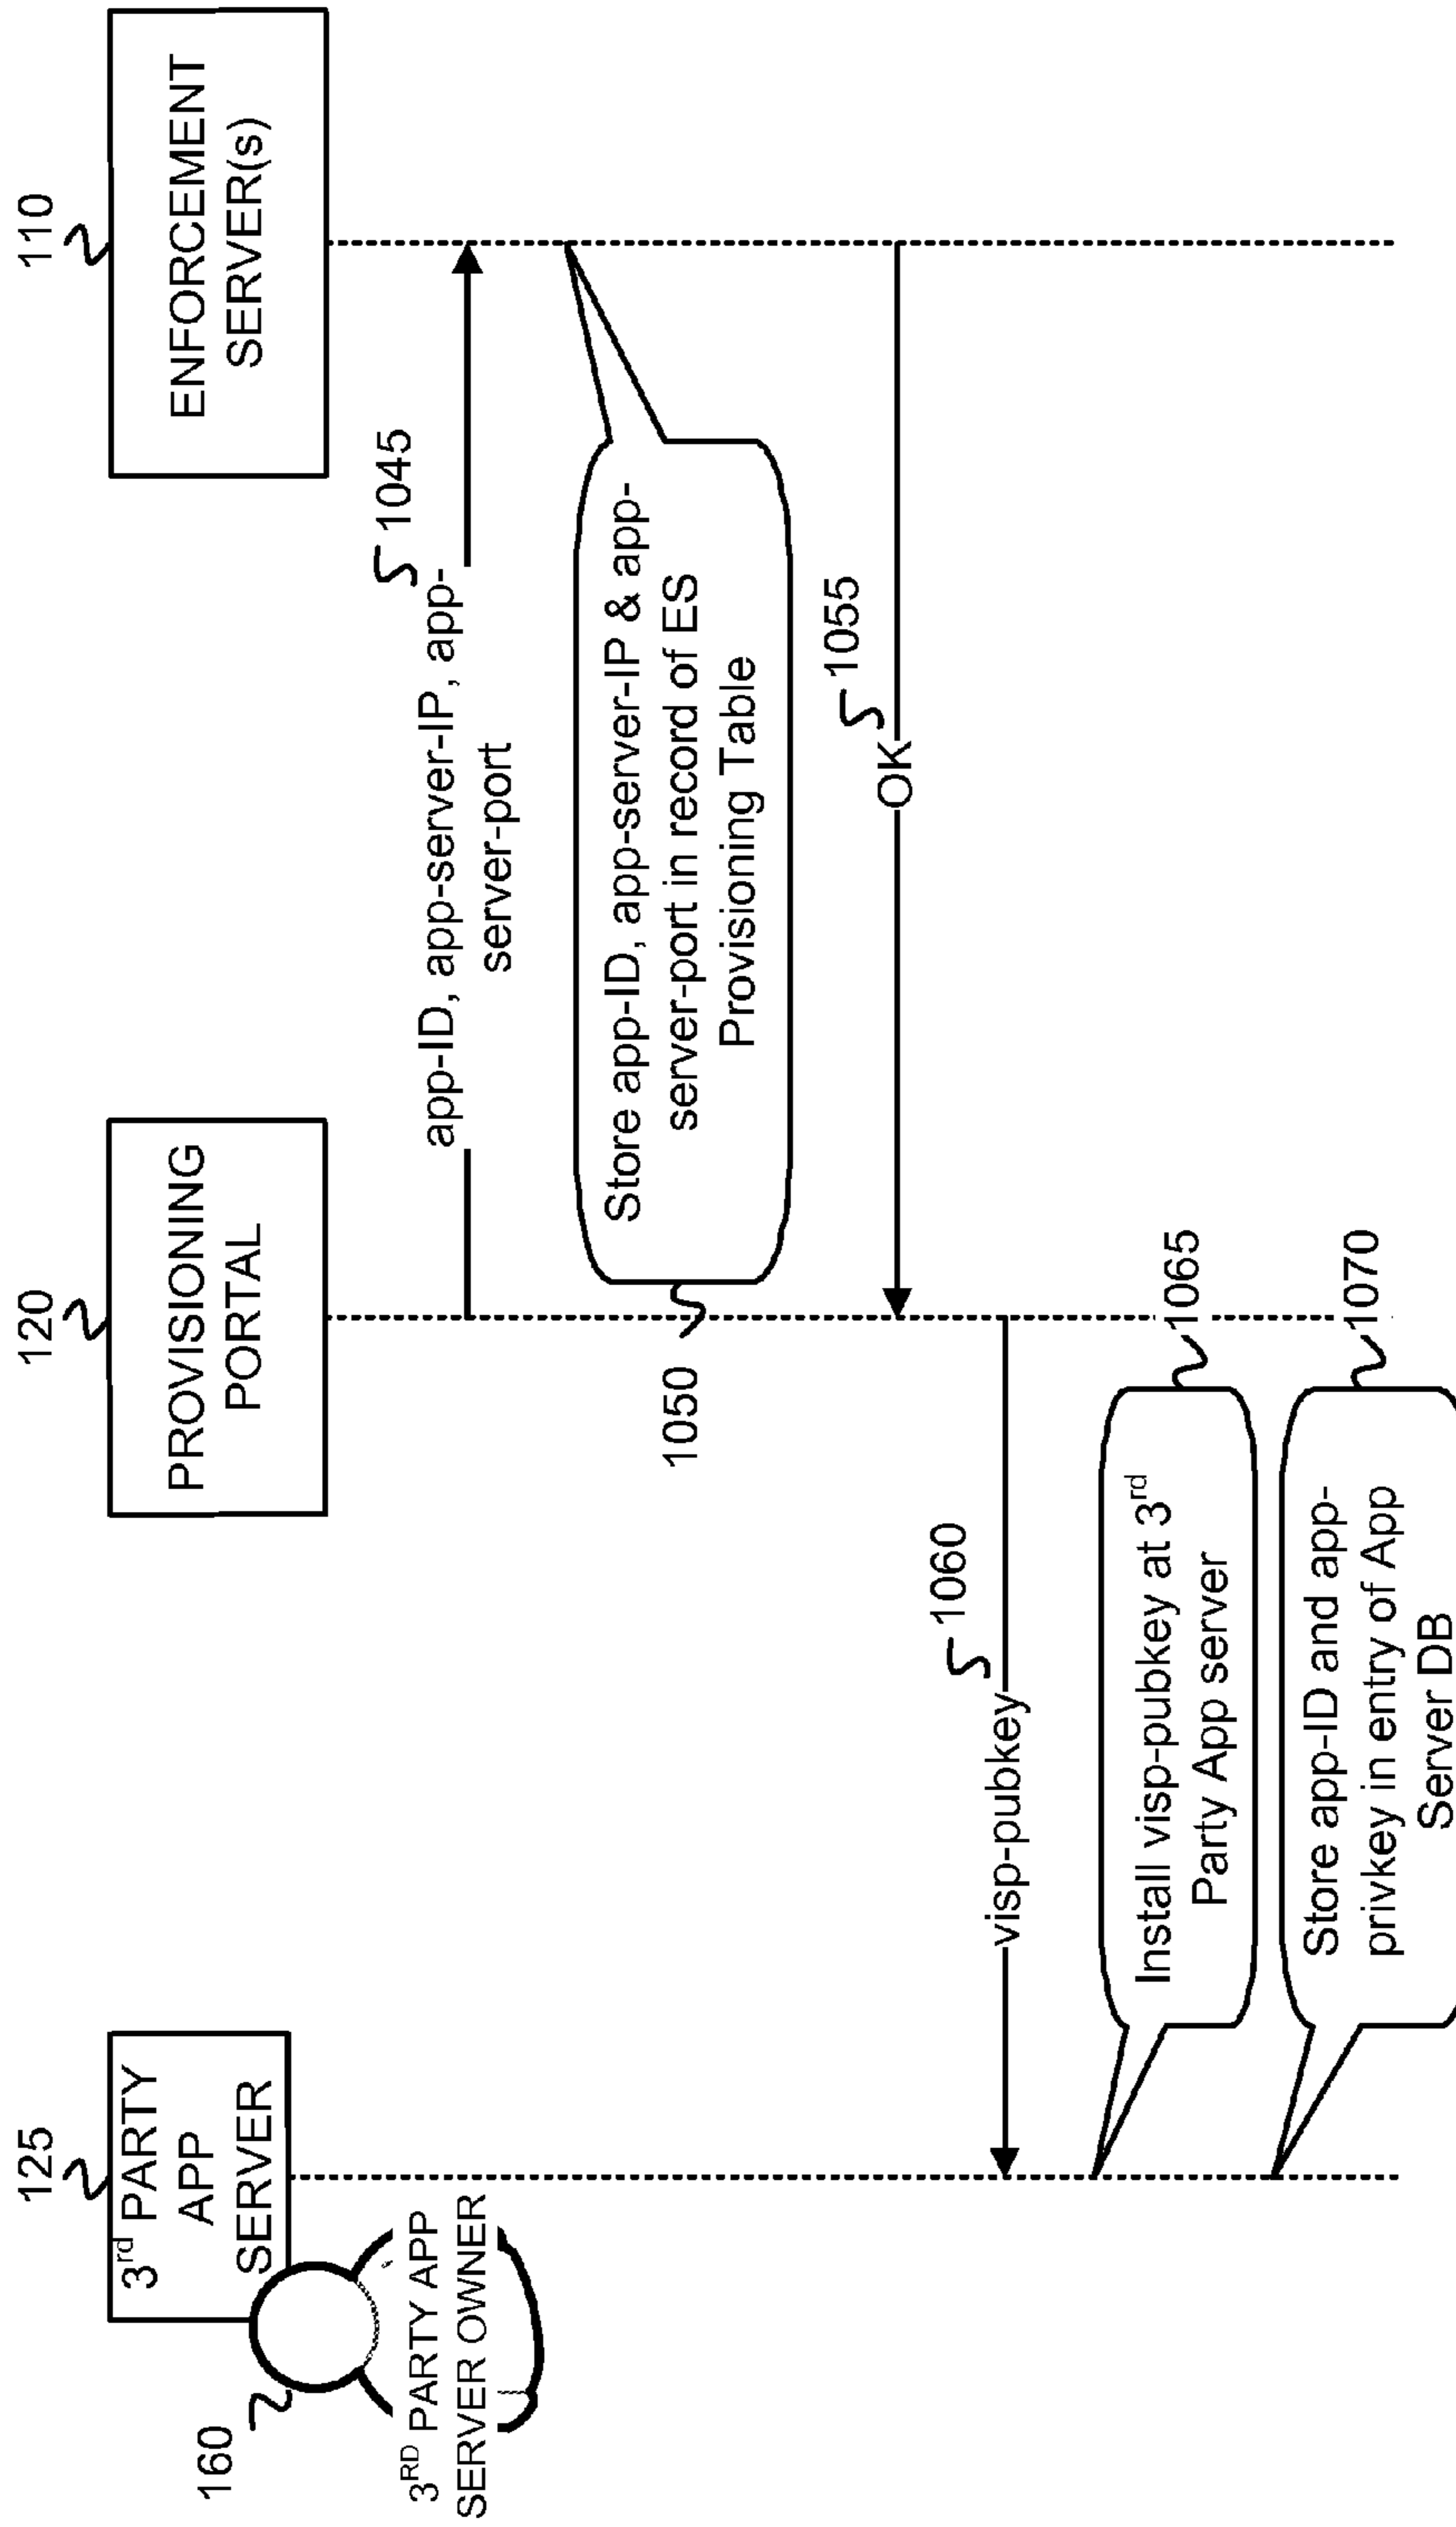 125
3rd PARTY
APP
SERVER
160
3RD PARTY APP
SERVER OWNER
120
PROVISIONING
PORTAL
110
ENFORCEMENT
SERVER(s)
1045
app-ID, app-server-IP, app-
server-port
Store app-ID, app-server-IP & app-
server-port in record of ES
Provisioning Table
1050
1055
OK
1060
visp-pubkey
Install visp-pubkey at 3rd
Party App server
1065
Store app-ID and app-
privkey in entry of App
Server DB
1070